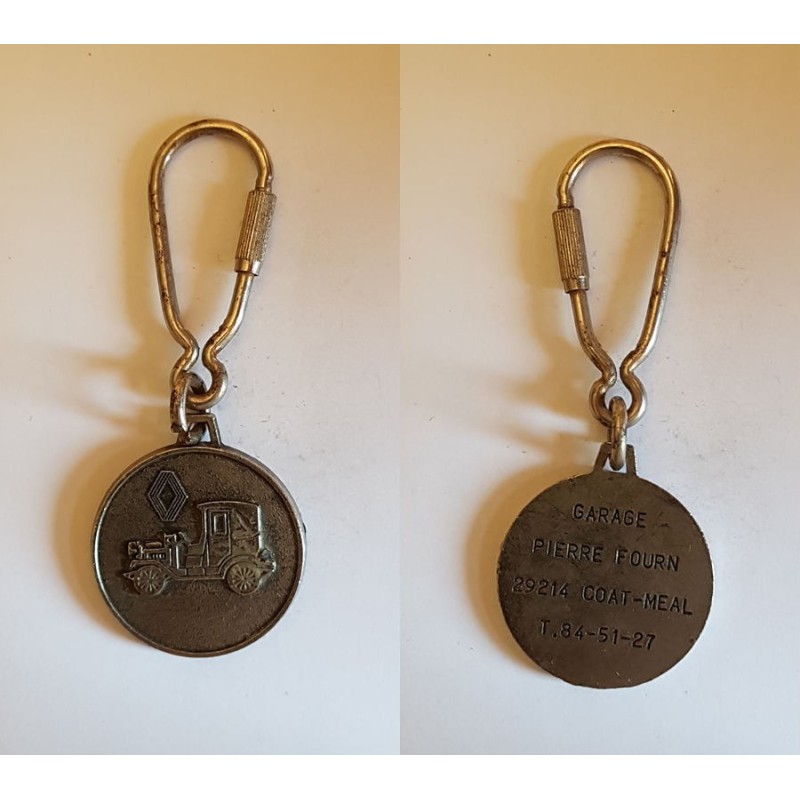 GARAGE
PIERRE FOURN
29214 COAT-MEAL
T.84-51-27